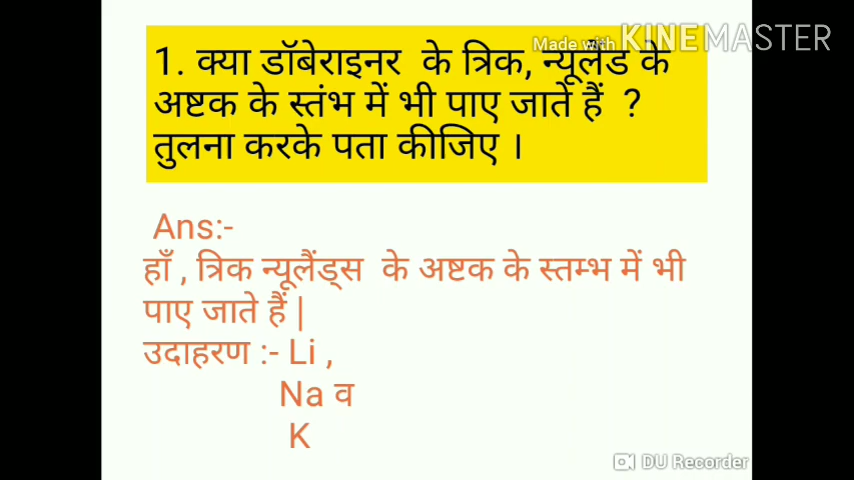 Made with KINEMASTER
1. क्या डॉबेराइनर के त्रिक, न्यूलैंड के
अष्टक के स्तंभ में भी पाए जाते हैं ?
तुलना करके पता कीजिए ।
Ans:-
हाँ , त्रिक न्यूलैंड्स के अष्टक के स्तम्भ में भी
पाए जाते हैं |
उदाहरण :- Li ,
Na व
K
DU Recorder